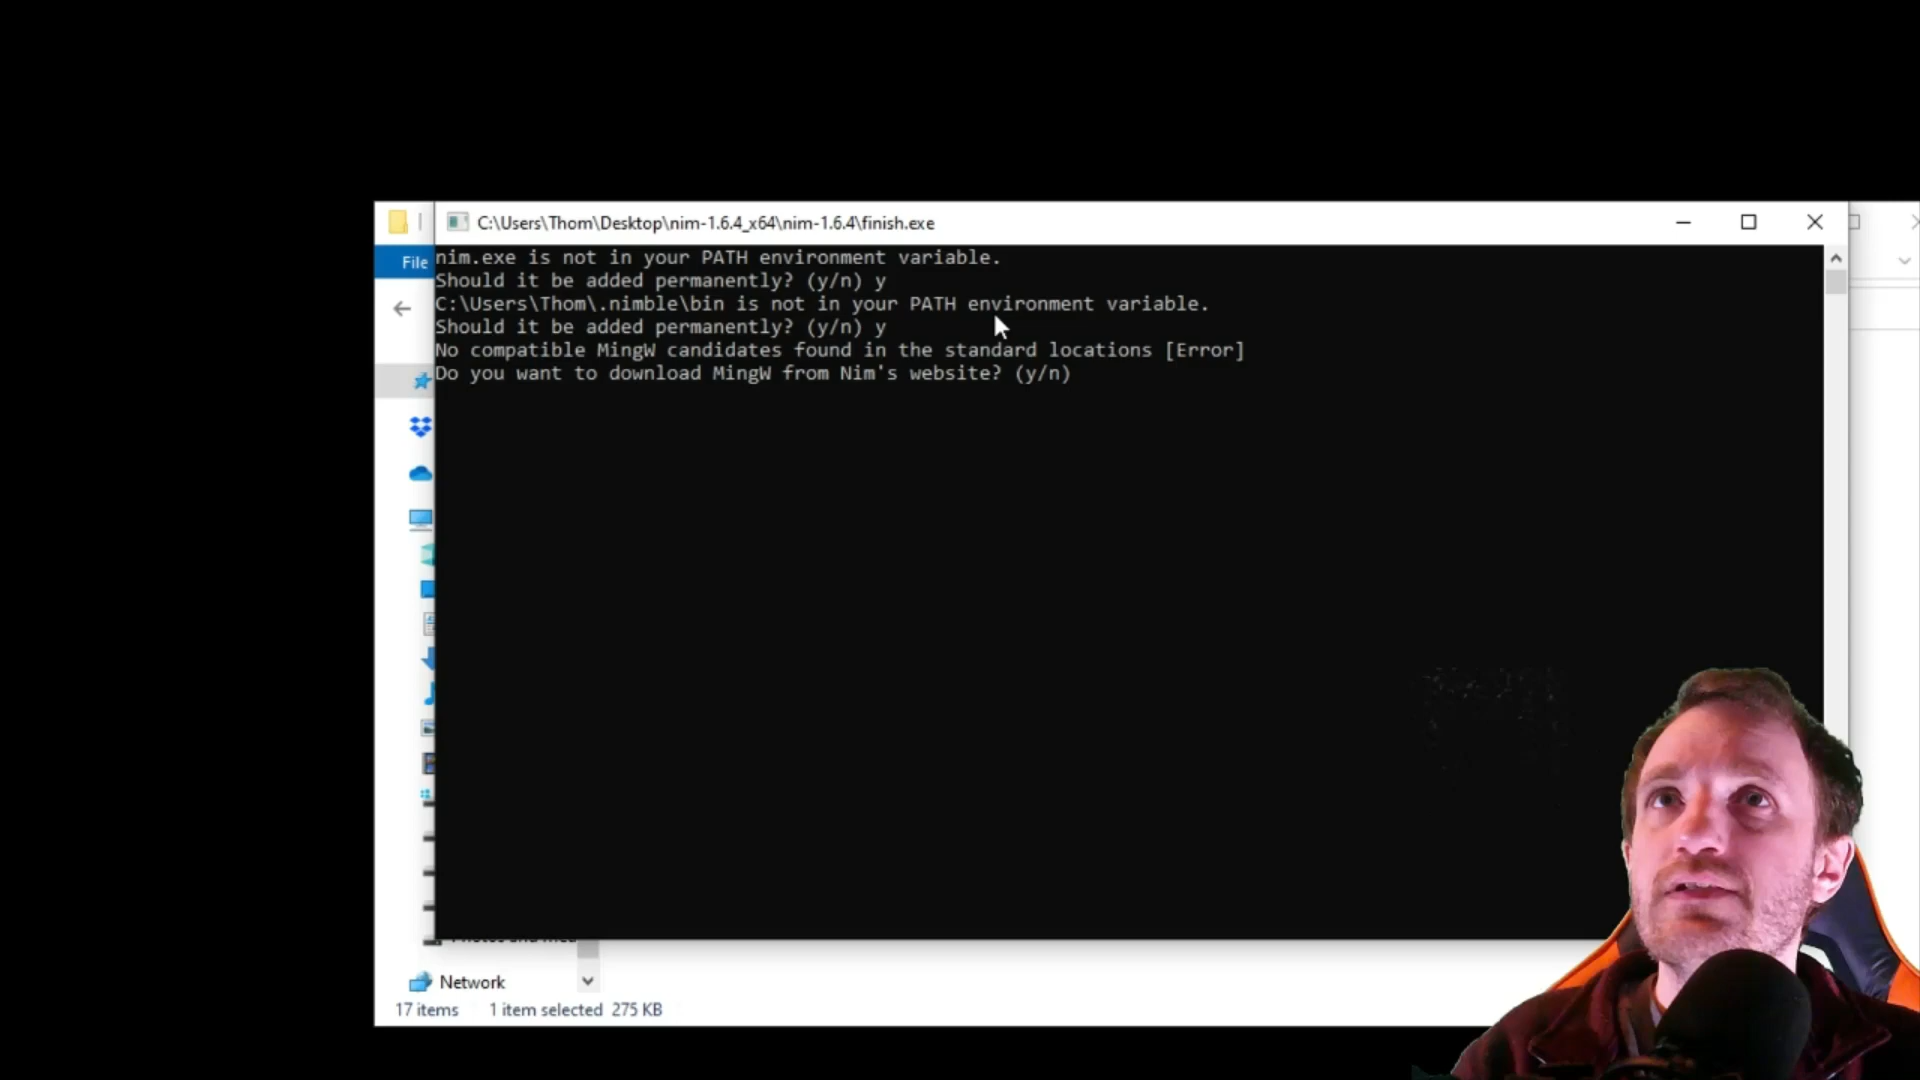 C:\Users\Thom\Desktop\nim-1.6.4_x64\nim-1.6.4\finish.exe
File
nim.exe is not in your PATH environment variable.
Should it be added permanently? (y/n) y
C:\Users\Thom\.nimble\bin is not in your PATH environment variable.
Should it be added permanently? (y/n) y
No compatible MingW candidates found in the standard locations [Error]
Do you want to download MingW from Nim's website? (y/n)
Network
17 items 1 item selected 275 KB